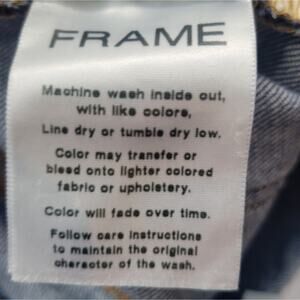 FRAME
Machine wash inside out,
with like colors,
Line dry or tumble dry low.
Color may transfer or
bleed onto lighter colored
fabric or upholstery.
Color will fade over time.
Follow care instructions
to maintain the original
character of the wash.